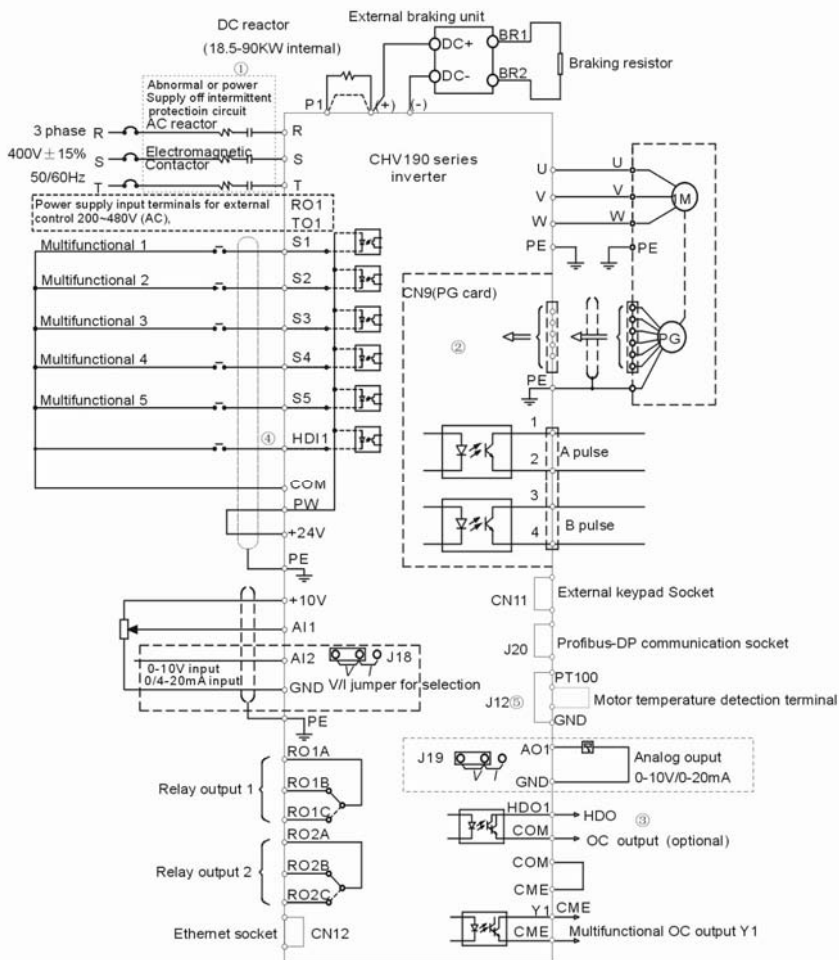 External braking unit
DC reactor
(18.5-90KW internal)
①
DC+
BR1
DC-
BR2
Braking resistor
Abnormal or power
Supply off intermittent
protectioin circuit
AC reactor
P1
(+)
(-)
3 phase
R
R
400V±15%
S
Electromagnetic
Contactor
S
50/60Hz
T
T
CHV190 series
inverter
U
U
V
V
W
W
1M
PE
PE
Power supply input terminals for external
control 200~480V (AC),
RO1
TO1
Multifunctional 1
S1
Multifunctional 2
S2
Multifunctional 3
S3
Multifunctional 4
S4
Multifunctional 5
S5
④
HDI1
COM
PW
+24V
PE
CN9(PG card)
②
PG
PE
1
2
A pulse
3
4
B pulse
+10V
AI1
AI2
J18
0-10V input
0/4-20mA input
GND
V/I jumper for selection
V
I
PE
CN11
External keypad Socket
J20
Profibus-DP communication socket
PT100
J12⑤
Motor temperature detection terminal
GND
J19
V
I
AO1
Analog ouput
0-10V/0-20mA
GND
Relay output 1
RO1A
RO1B
RO1C
Relay output 2
RO2A
RO2B
RO2C
HDO1
HDO
③
COM
OC output (optional)
COM
CME
Y1
CME
CME
Multifunctional OC output Y1
Ethernet socket
CN12